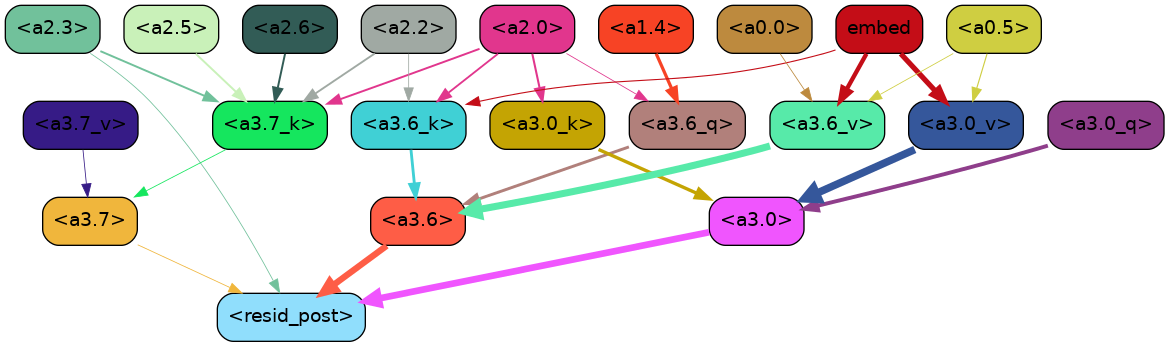 <a2.3> <a2.5> <a2.6> <a2.2> <a2.0> <a1.4> <a0.0> embed <a0.5>
<a3.7_v> <a3.7_k> <a3.6_k> <a3.0_k> <a3.6_q> <a3.6_v> <a3.0_v> <a3.0_q>
<a3.7> <a3.6> <a3.0>
<resid_post>